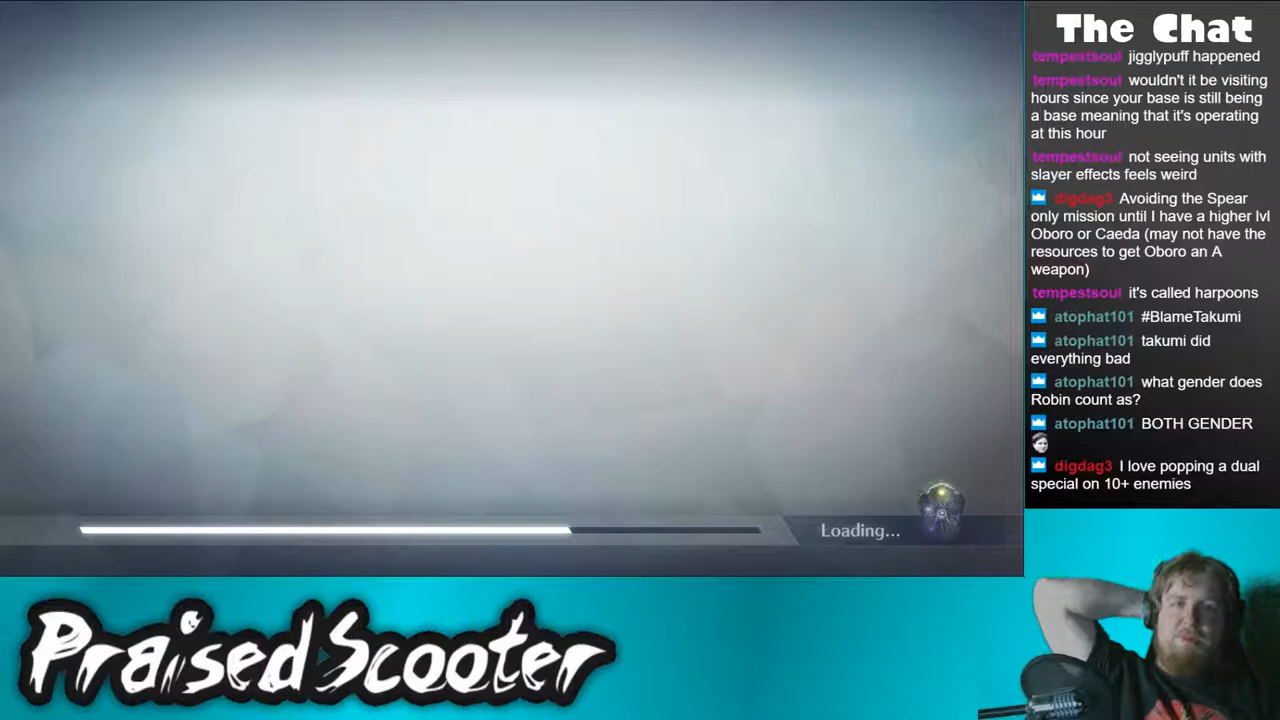 The Chat
tempestsoul jigglypuff happened
tempestsoul wouldn't it be visiting
hours since your base is still being
a base meaning that it's operating
at this hour
tempestsoul not seeing units with
slayer effects feels weird
digdag3 Avoiding the Spear
only mission until I have a higher lvl
Oboro or Caeda (may not have the
resources to get Oboro an A
weapon)
tempestsoul it's called harpoons
atophat101 #BlameTakumi
atophat101 takumi did
everything bad
atophat101 what gender does
Robin count as?
atophat101 BOTH GENDER
digdag3 I love popping a dual
special on 10+ enemies
Loading...
PraisedScooter